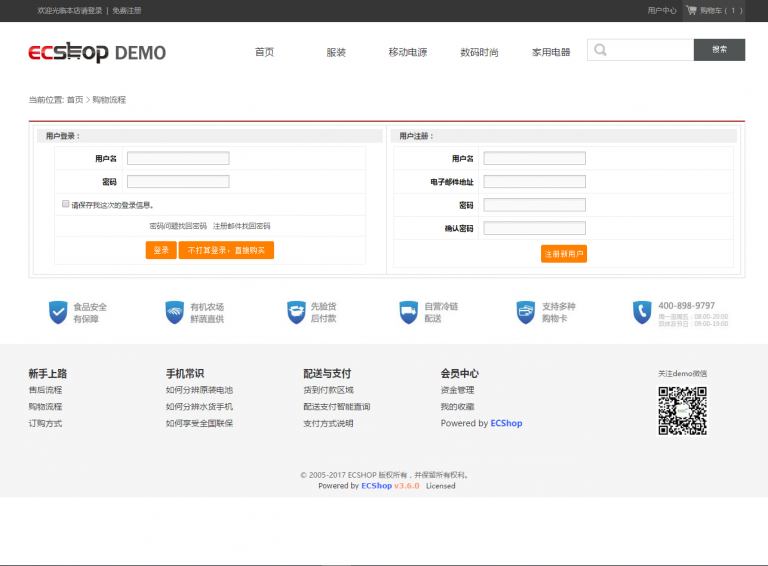 欢迎光临本店请登录 | 免费注册
用户中心 购物车 ( 1 )
ECSHOP DEMO
首页 服装 移动电源 数码时尚 家用电器 搜索
当前位置: 首页 > 购物流程
用户登录：
用户名
密码
请保存我这次的登录信息。
密码问题找回密码 注册邮件找回密码
登录 不打算登录，直接购买
用户注册：
用户名
电子邮件地址
密码
确认密码
注册新用户
食品安全
有保障
有机农场
鲜蔬直供
先验货
后付款
自营冷链
配送
支持多种
购物卡
400-898-9797
周一至周五：08:00-20:00
双休及节日：09:00-19:00
新手上路
售后流程
购物流程
订购方式
手机常识
如何分辨原装电池
如何分辨水货手机
如何享受全国联保
配送与支付
货到付款区域
配送支付智能查询
支付方式说明
会员中心
资金管理
我的收藏
Powered by ECShop
关注demo微信
© 2005-2017 ECSHOP 版权所有，并保留所有权利。
Powered by ECShop v3.6.0 Licensed